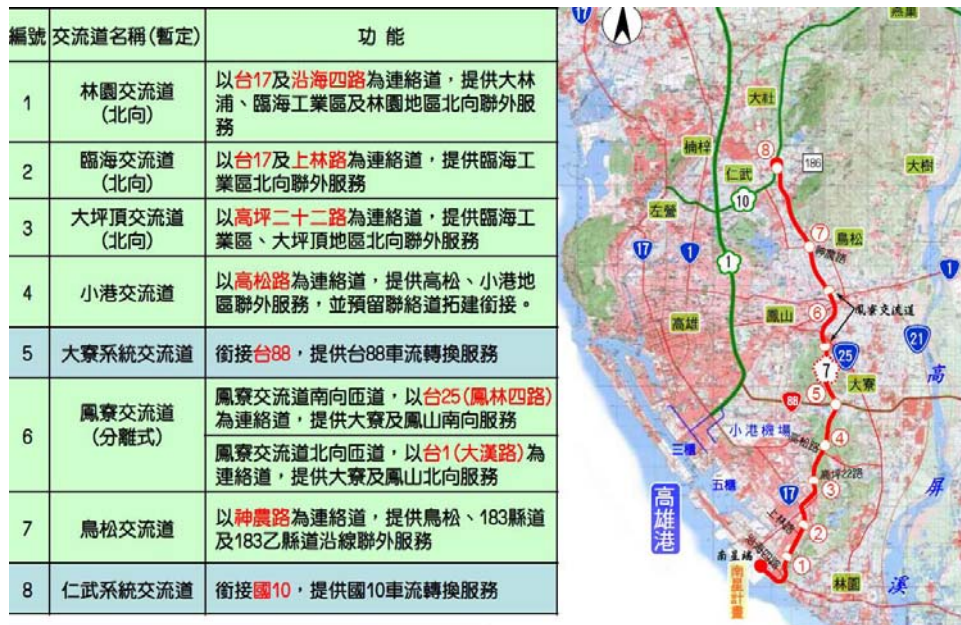 編號 交流道名稱(暫定) 功能
1 林園交流道
(北向)
以台17及沿海四路為連絡道，提供大林
浦、臨海工業區及林園地區北向聯外服
務
2 臨海交流道
(北向)
以台17及上林路為連絡道，提供臨海工
業區北向聯外服務
3 大坪頂交流道
(北向)
以高坪二十二路為連絡道，提供臨海工
業區、大坪頂地區北向聯外服務
4 小港交流道
以高松路為連絡道，提供高松、小港地
區聯外服務，並預留聯絡道拓建銜接。
5 大寮系統交流道 銜接台88，提供台88車流轉換服務
6 鳳寮交流道
(分離式)
鳳寮交流道南向匝道，以台25(鳳林四路)
為連絡道，提供大寮及鳳山南向服務
鳳寮交流道北向匝道，以台1(大漢路)為
連絡道，提供大寮及鳳山北向服務
7 鳥松交流道
以神農路為連絡道，提供鳥松、183縣道
及183乙縣道沿線聯外服務
8 仁武系統交流道 銜接國10，提供國10車流轉換服務
17
燕巢
大社
楠梓
8
186
大樹
仁武
10
左營
17
1
7
鳥松
神農路
1
1
6
鳳寮交流道
高雄
鳳山
21
25
7
高
大寮
5
88
小港機場
4
高松路
三櫃
高坪22路
五櫃
3
17
屏
高雄港
上林路
2
沿海四路
南星端
1
南星計畫
林園
溪